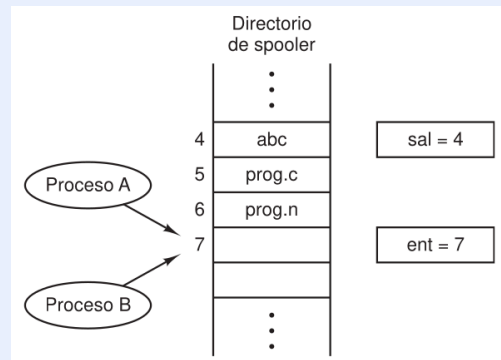 Directorio
de spooler
4 abc sal = 4
5 prog.c
Proceso A
6 prog.n
7 ent = 7
Proceso B